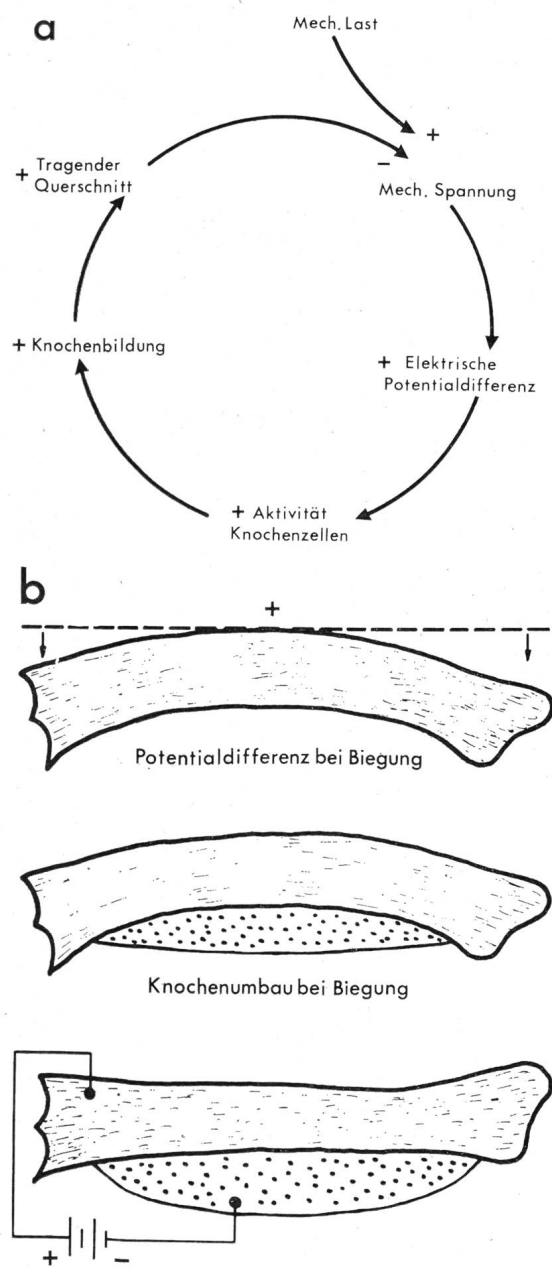 a
Mech. Last
+
−
Mech. Spannung
+ Tragender
Querschnitt
+ Elektrische
Potentialdifferenz
+ Knochenbildung
+ Aktivität
Knochenzellen
b
+
Potentialdifferenz bei Biegung
Knochenumbau bei Biegung
+ −